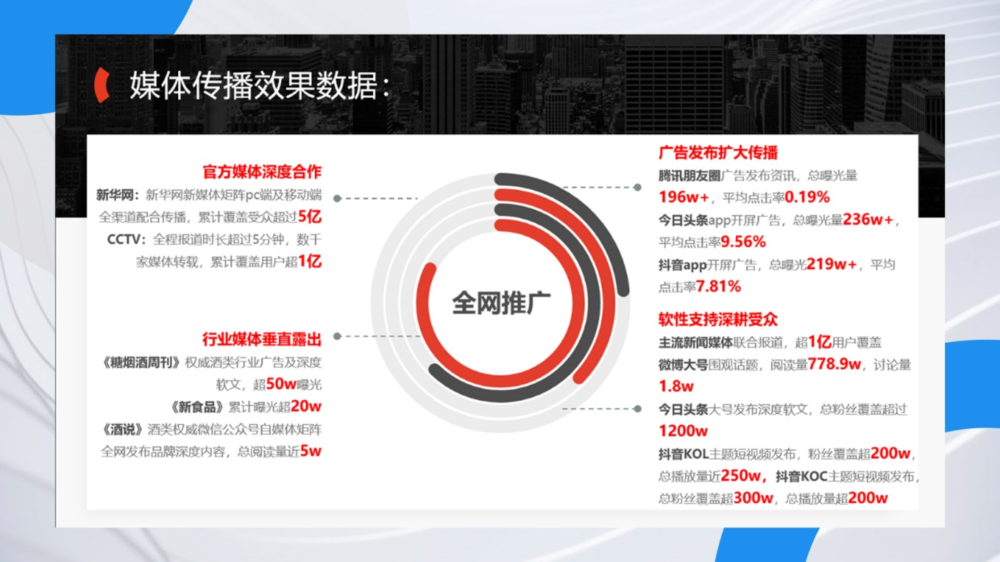 媒体传播效果数据：
官方媒体深度合作
新华网：新华网新媒体矩阵pc端及移动端
全渠道配合传播，累计覆盖受众超过5亿
CCTV：全程报道时长超过5分钟，数千
家媒体转载，累计覆盖用户超1亿
行业媒体垂直露出
《糖烟酒周刊》权威酒类行业广告及深度
软文，超50w曝光
《新食品》累计曝光超20w
《酒说》酒类权威微信公众号自媒体矩阵
全网发布品牌深度内容，总阅读量近5w
全网推广
广告发布扩大传播
腾讯朋友圈广告发布资讯，总曝光量
196w+，平均点击率0.19%
今日头条app开屏广告，总曝光量236w+，
平均点击率9.56%
抖音app开屏广告，总曝光219w+，平均
点击率7.81%
软性支持深耕受众
主流新闻媒体联合报道，超1亿用户覆盖
微博大号围观话题，阅读量778.9w，讨论量
1.8w
今日头条大号发布深度软文，总粉丝覆盖超过
1200w
抖音KOL主题短视频发布，粉丝覆盖超200w，
总播放量近250w，抖音KOC主题短视频发布，
总粉丝覆盖超300w，总播放量超200w